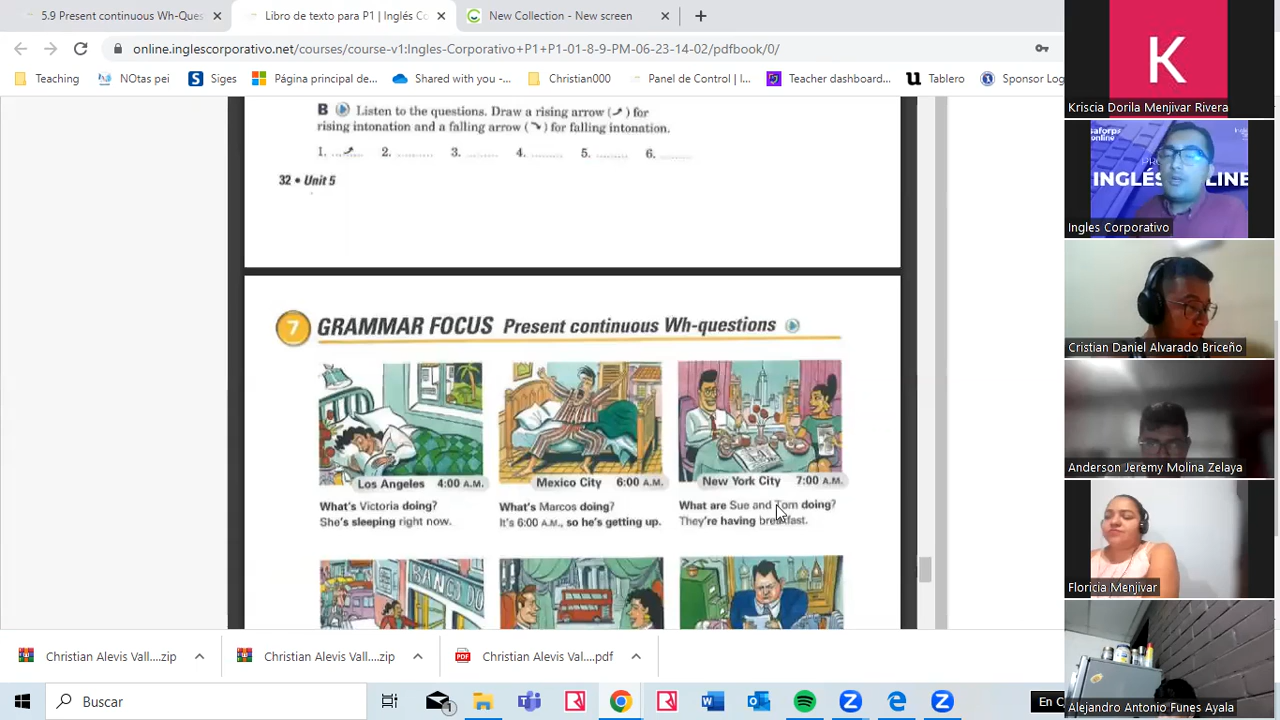 5.9 Present continuous Wh-Ques
Libro de texto para P1 | Inglés Co
New Collection - New screen
online.inglescorporativo.net/courses/course-v1:Ingles-Corporativo+P1+P1-01-8-9-PM-06-23-14-02/pdfbook/0/
Teaching
NOtas pei
Siges
Página principal de...
Shared with you -...
Christian000
Panel de Control | I...
Teacher dashboard...
Tablero
Sponsor Log
B Listen to the questions. Draw a rising arrow ( ) for
rising intonation and a falling arrow ( ) for falling intonation.
1. 2. 3. 4. 5. 6.
32 • Unit 5
7 GRAMMAR FOCUS Present continuous Wh-questions
Los Angeles 4:00 A.M.
Mexico City 6:00 A.M.
New York City 7:00 A.M.
What's Victoria doing?
She's sleeping right now.
What's Marcos doing?
It's 6:00 A.M., so he's getting up.
What are Sue and Tom doing?
They're having breakfast.
BANCO DO
Christian Alevis Vall....zip
Christian Alevis Vall....zip
Christian Alevis Val....pdf
Buscar
1
W
En C
K
Kriscia Dorila Menjivar Rivera
INGLÉS
LINE
Ingles Corporativo
Cristian Daniel Alvarado Briceño
Anderson Jeremy Molina Zelaya
Floricia Menjivar
Alejandro Antonio Funes Ayala